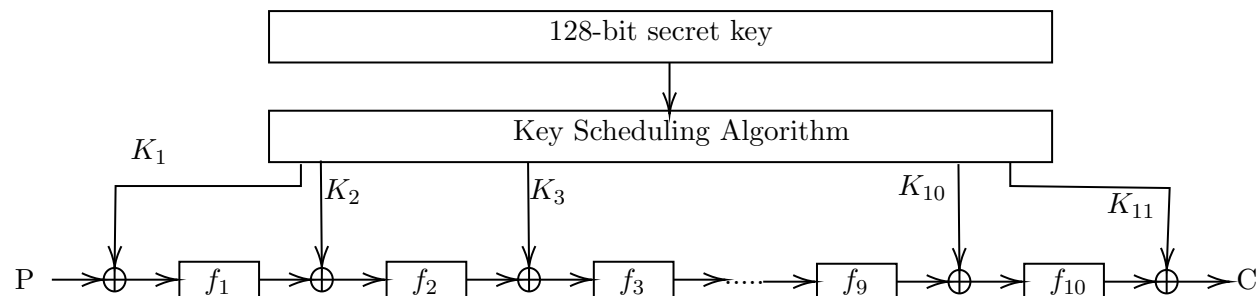 128-bit secret key
Key Scheduling Algorithm
K₁
K₂
K₃
K₁₀
K₁₁
P
f₁
f₂
f₃
.....
f₉
f₁₀
C